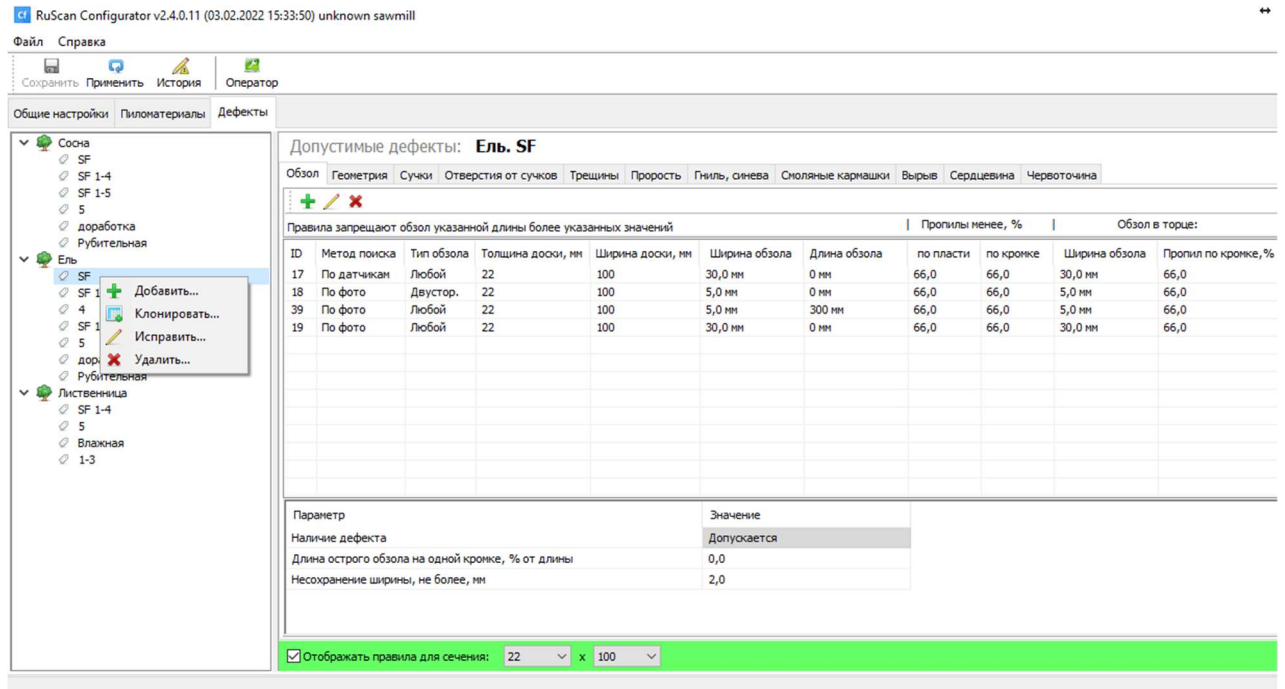 Cf RuScan Configurator v2.4.0.11 (03.02.2022 15:33:50) unknown sawmill
Файл Справка
Сохранить Применить История Оператор
Общие настройки Пиломатериалы Дефекты
Сосна
SF
SF 1-4
SF 1-5
5
доработка
Рубительная
Ель
SF
SF 1
4
SF 1
5
дор
Рубительная
Лиственница
SF 1-4
5
Влажная
1-3
Добавить...
Клонировать...
Исправить...
Удалить...
Допустимые дефекты: Ель. SF
Обзол Геометрия Сучки Отверстия от сучков Трещины Прорость Гниль, синева Смоляные кармашки Вырыв Сердцевина Червоточина
Правила запрещают обзол указанной длины более указанных значений | Пропилы менее, % | Обзол в торце:
ID Метод поиска Тип обзола Толщина доски, мм Ширина доски, мм Ширина обзола Длина обзола по пласти по кромке Ширина обзола Пропил по кромке, %
17 По датчикам Любой 22 100 30,0 мм 0 мм 66,0 66,0 30,0 мм 66,0
18 По фото Двустор. 22 100 5,0 мм 0 мм 66,0 66,0 5,0 мм 66,0
39 По фото Любой 22 100 5,0 мм 300 мм 66,0 66,0 5,0 мм 66,0
19 По фото Любой 22 100 30,0 мм 0 мм 66,0 66,0 30,0 мм 66,0
Параметр Значение
Наличие дефекта Допускается
Длина острого обзола на одной кромке, % от длины 0,0
Несохранение ширины, не более, мм 2,0
Отображать правила для сечения: 22 x 100